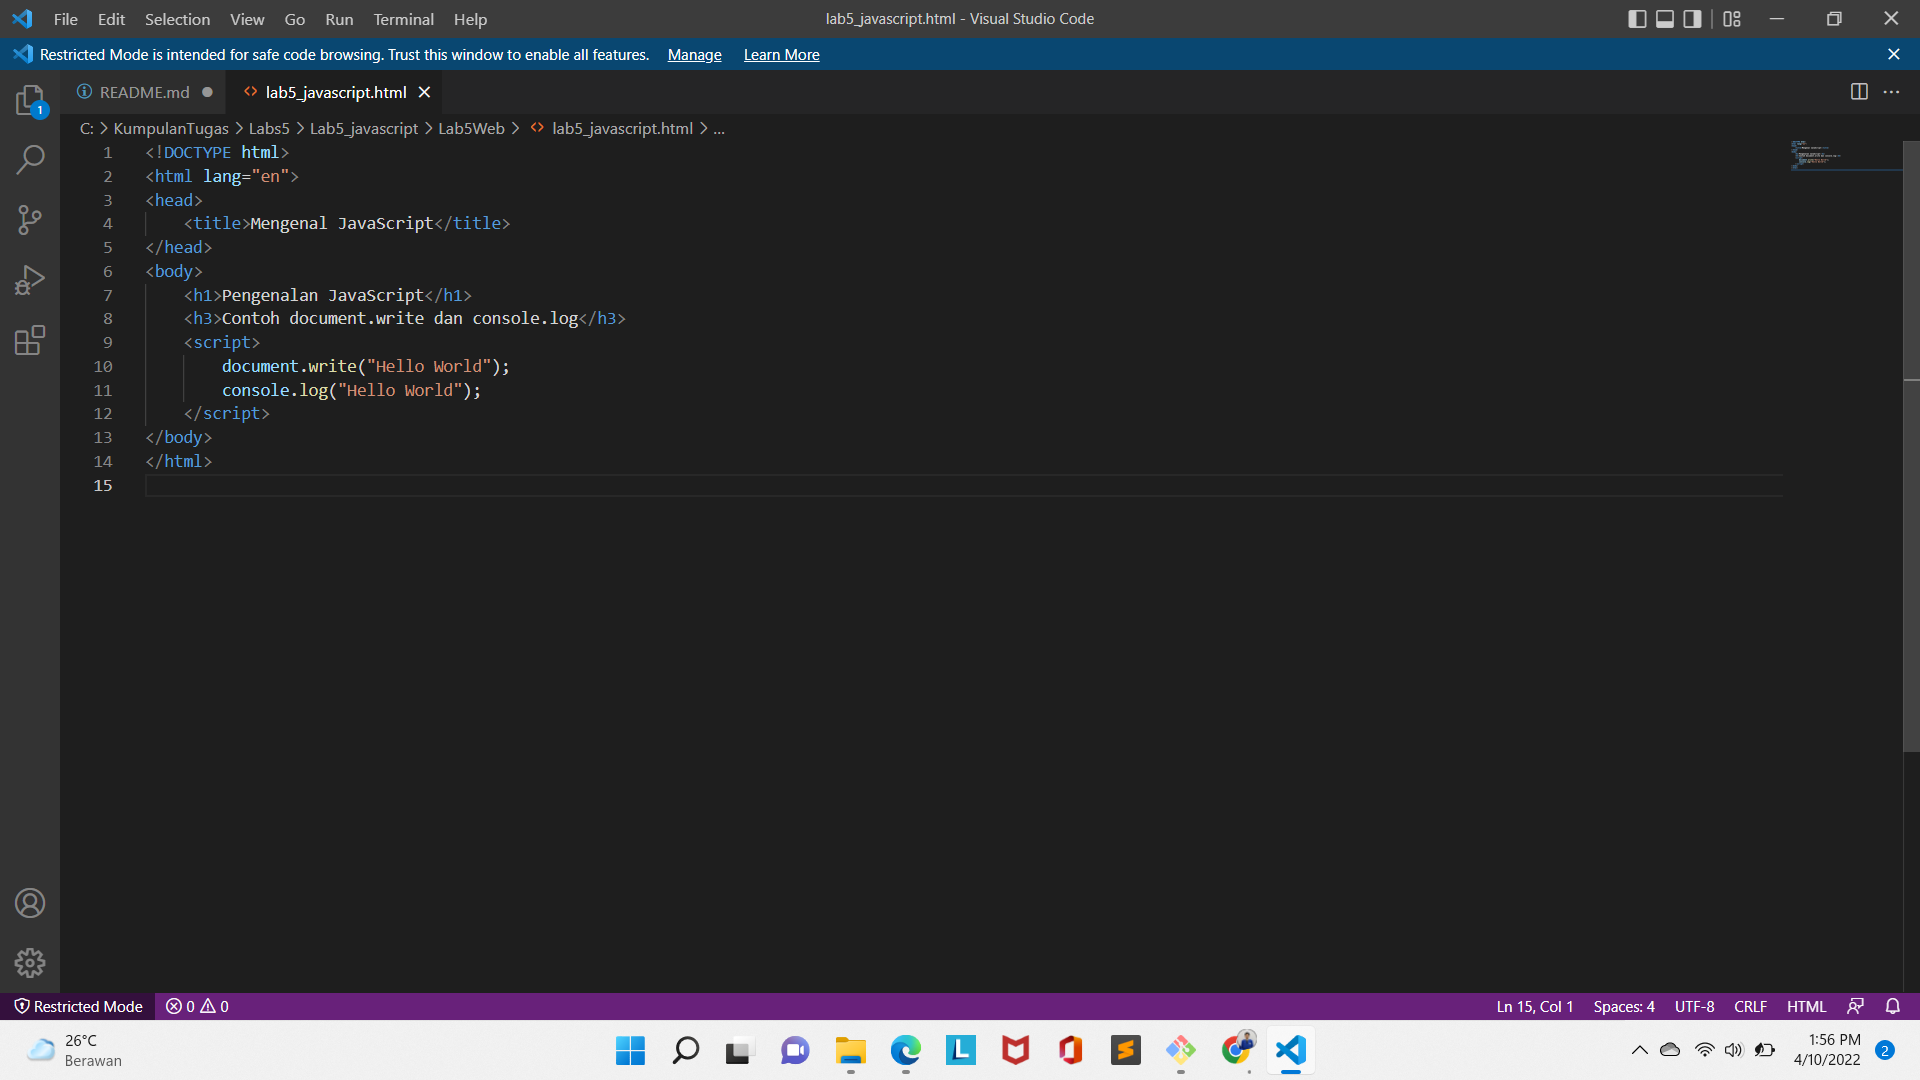 File Edit Selection View Go Run Terminal Help lab5_javascript.html - Visual Studio Code
Restricted Mode is intended for safe code browsing. Trust this window to enable all features. Manage Learn More
README.md lab5_javascript.html
1
C: > KumpulanTugas > Labs5 > Lab5_javascript > Lab5Web > <> lab5_javascript.html > ...
1 <!DOCTYPE html>
2 <html lang="en">
3 <head>
4     <title>Mengenal JavaScript</title>
5 </head>
6 <body>
7     <h1>Pengenalan JavaScript</h1>
8     <h3>Contoh document.write dan console.log</h3>
9     <script>
10         document.write("Hello World");
11         console.log("Hello World");
12     </script>
13 </body>
14 </html>
15
Restricted Mode 0 0 Ln 15, Col 1 Spaces: 4 UTF-8 CRLF HTML
26°C 1:56 PM
Berawan L 4/10/2022 2